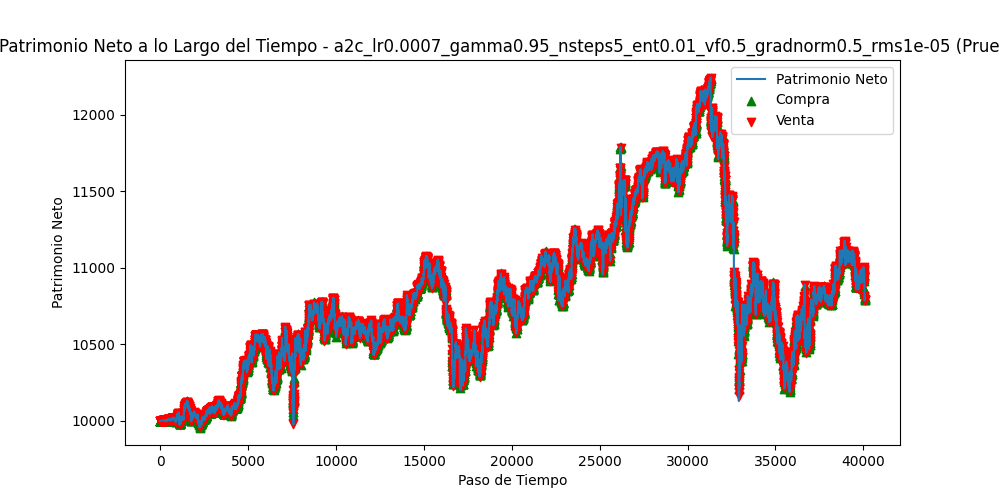 Patrimonio Neto a lo Largo del Tiempo - a2c_lr0.0007_gamma0.95_nsteps5_ent0.01_vf0.5_gradnorm0.5_rms1e-05 (Prue
Patrimonio Neto
Compra
Venta
12000
11500
11000
10500
10000
Patrimonio Neto
0 5000 10000 15000 20000 25000 30000 35000 40000
Paso de Tiempo